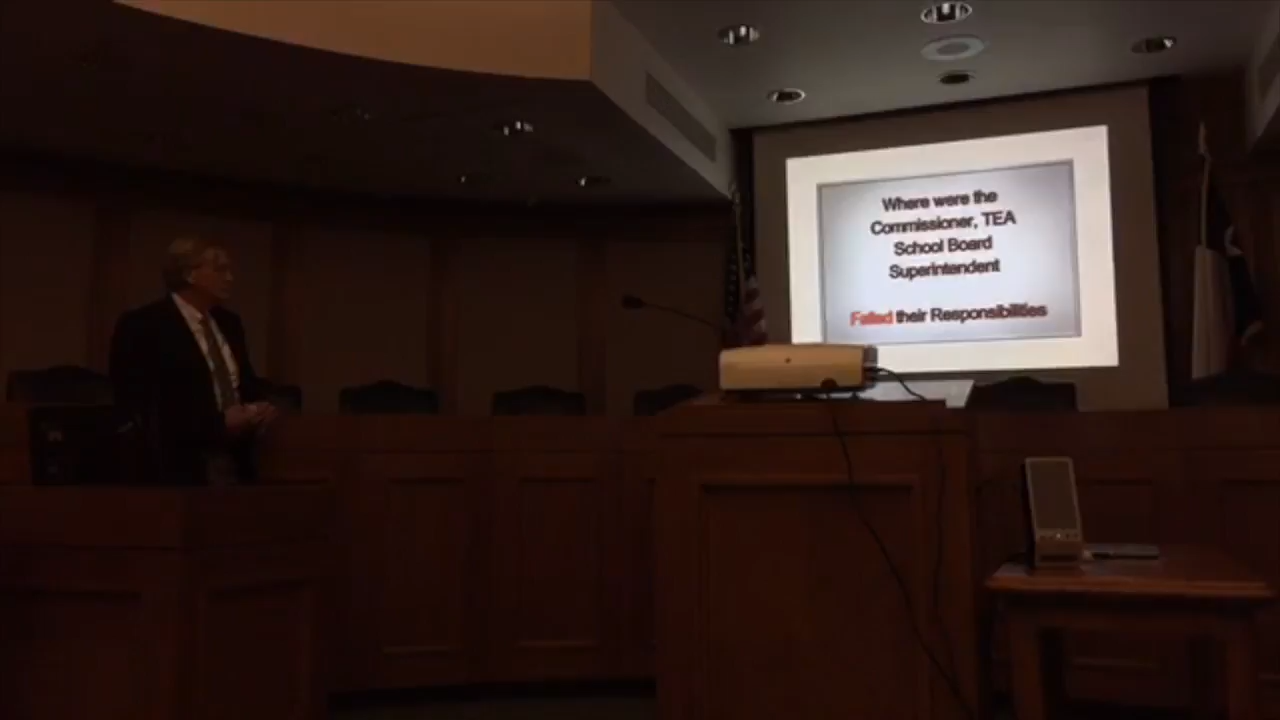 Where were the
Commissioner, TEA
School Board
Superintendent
Failed their Responsibilities